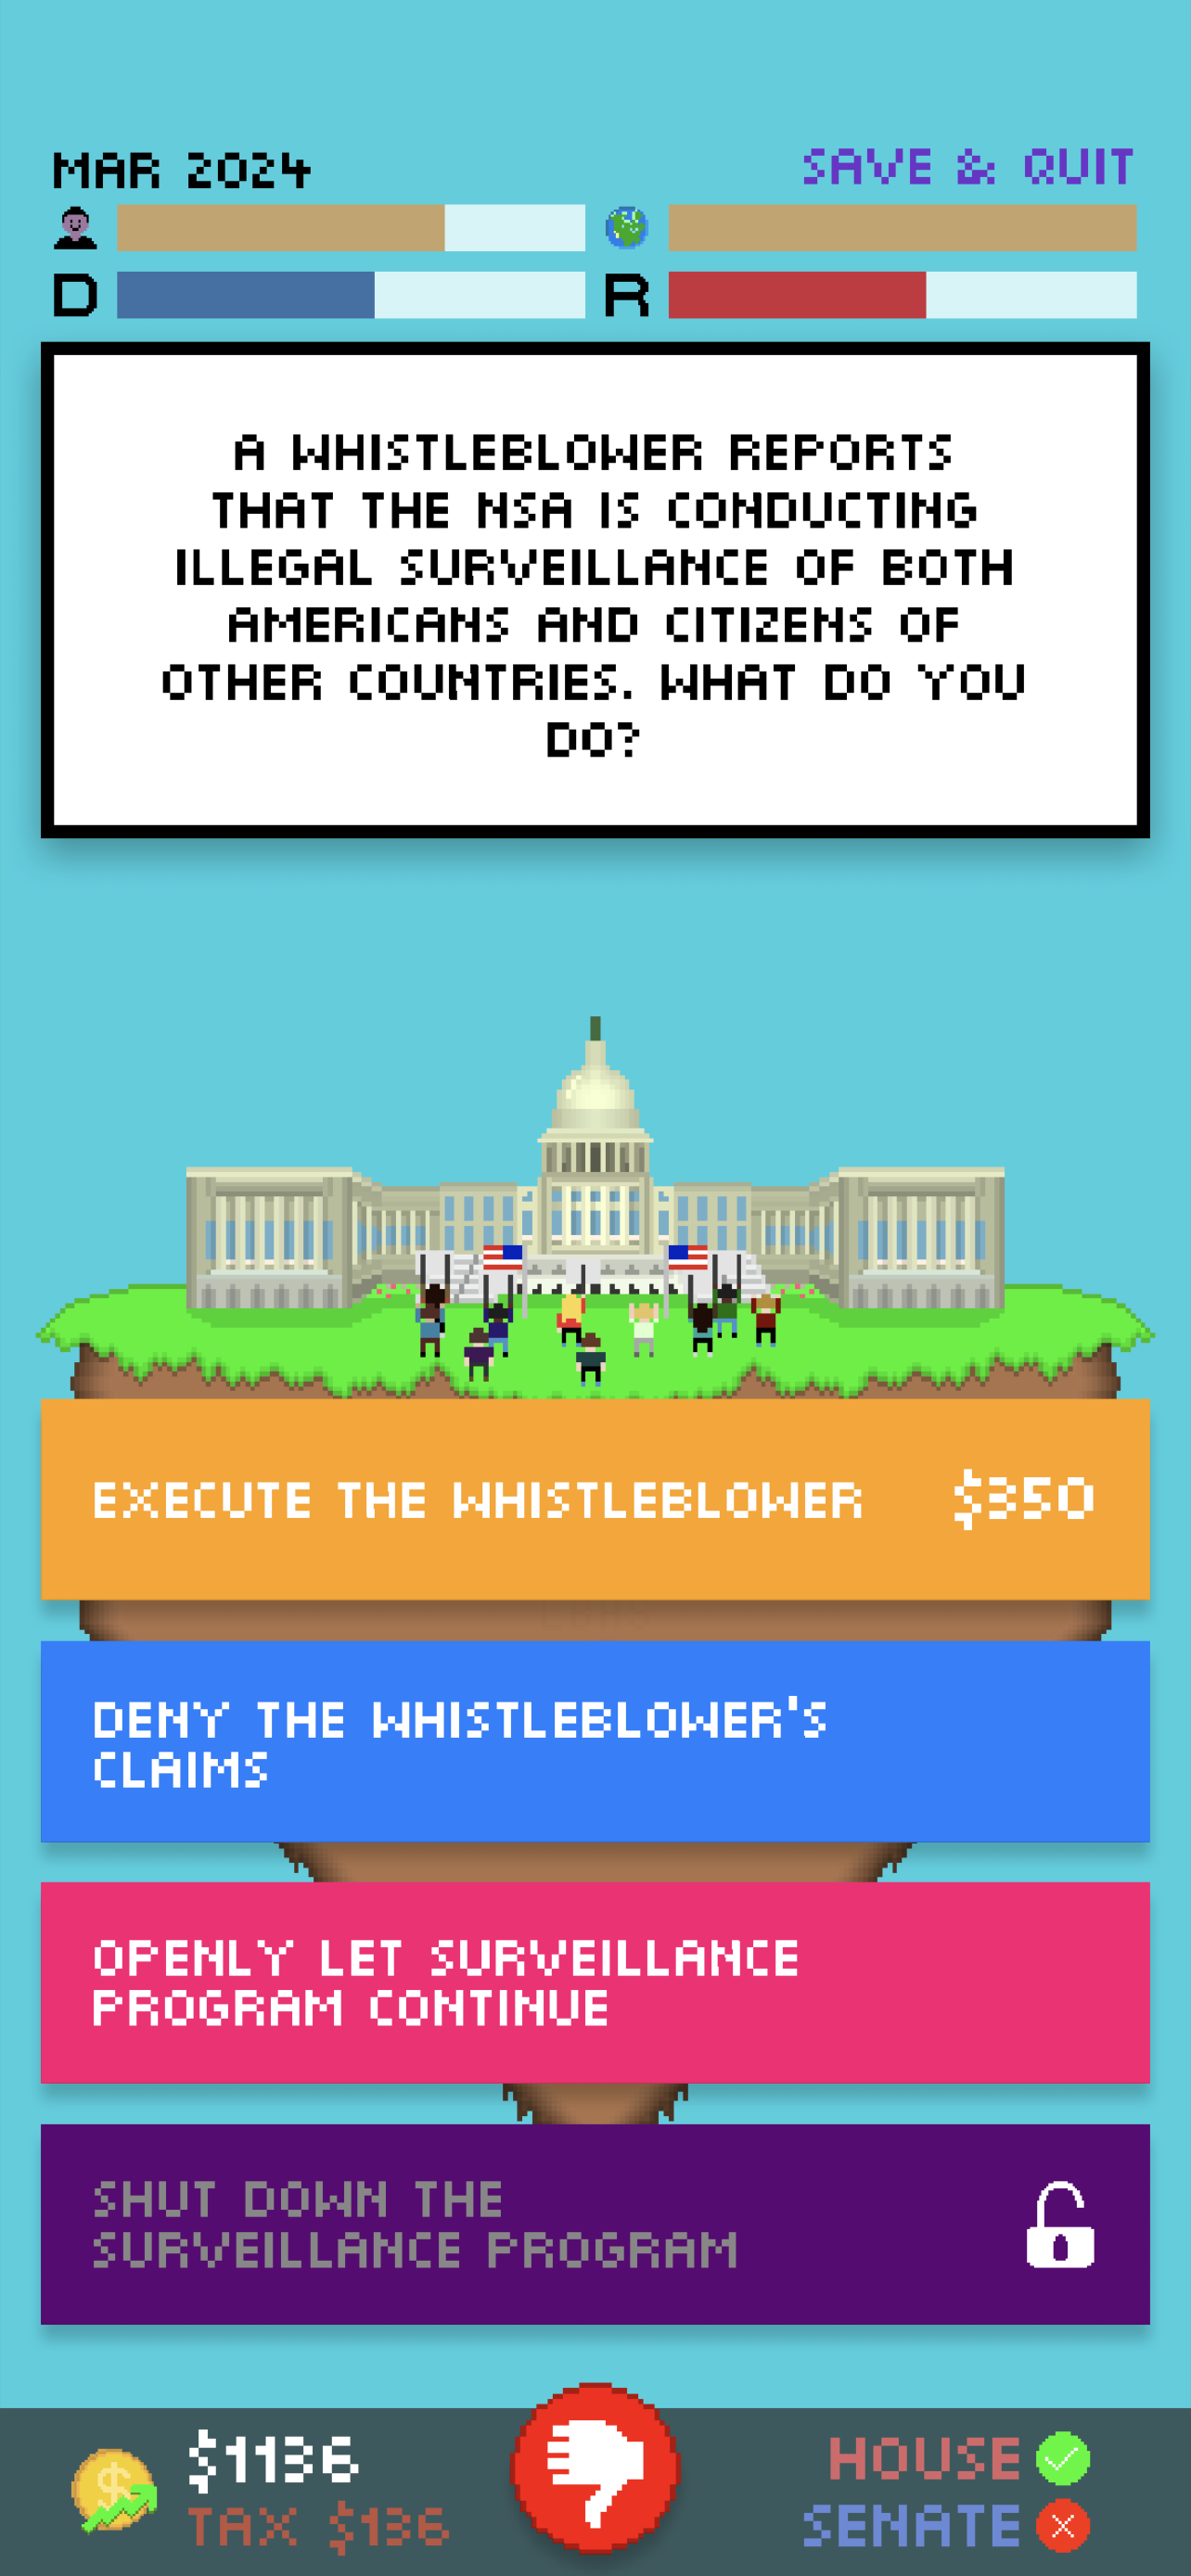 MAR 2024
SAVE & QUIT
D
R
A WHISTLEBLOWER REPORTS
THAT THE NSA IS CONDUCTING
ILLEGAL SURVEILLANCE OF BOTH
AMERICANS AND CITIZENS OF
OTHER COUNTRIES. WHAT DO YOU
DO?
EXECUTE THE WHISTLEBLOWER $350
DENY THE WHISTLEBLOWER'S
CLAIMS
OPENLY LET SURVEILLANCE
PROGRAM CONTINUE
SHUT DOWN THE
SURVEILLANCE PROGRAM
$1136
TAX $136
HOUSE
SENATE